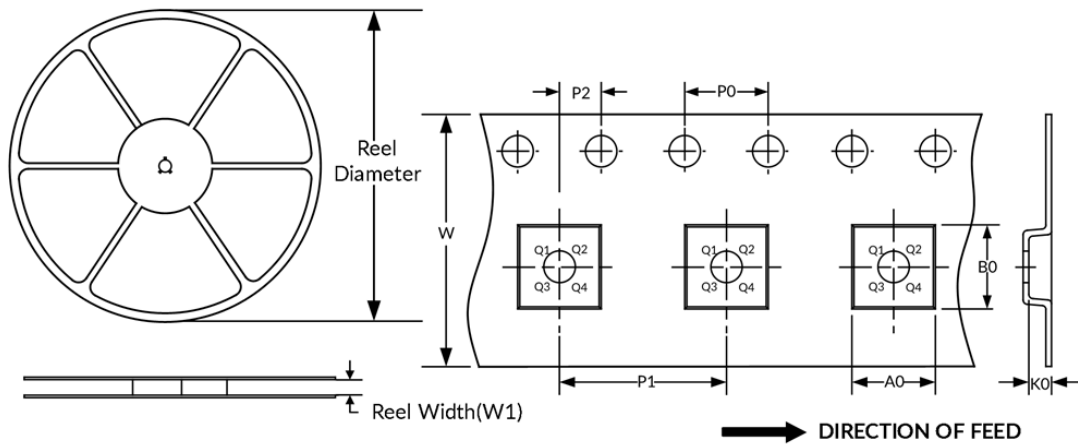 Reel
Diameter
Reel Width(W1)
P2
P0
W
Q1 Q2
Q3 Q4
Q1 Q2
Q3 Q4
Q1 Q2
Q3 Q4
B0
P1
A0
K0
DIRECTION OF FEED